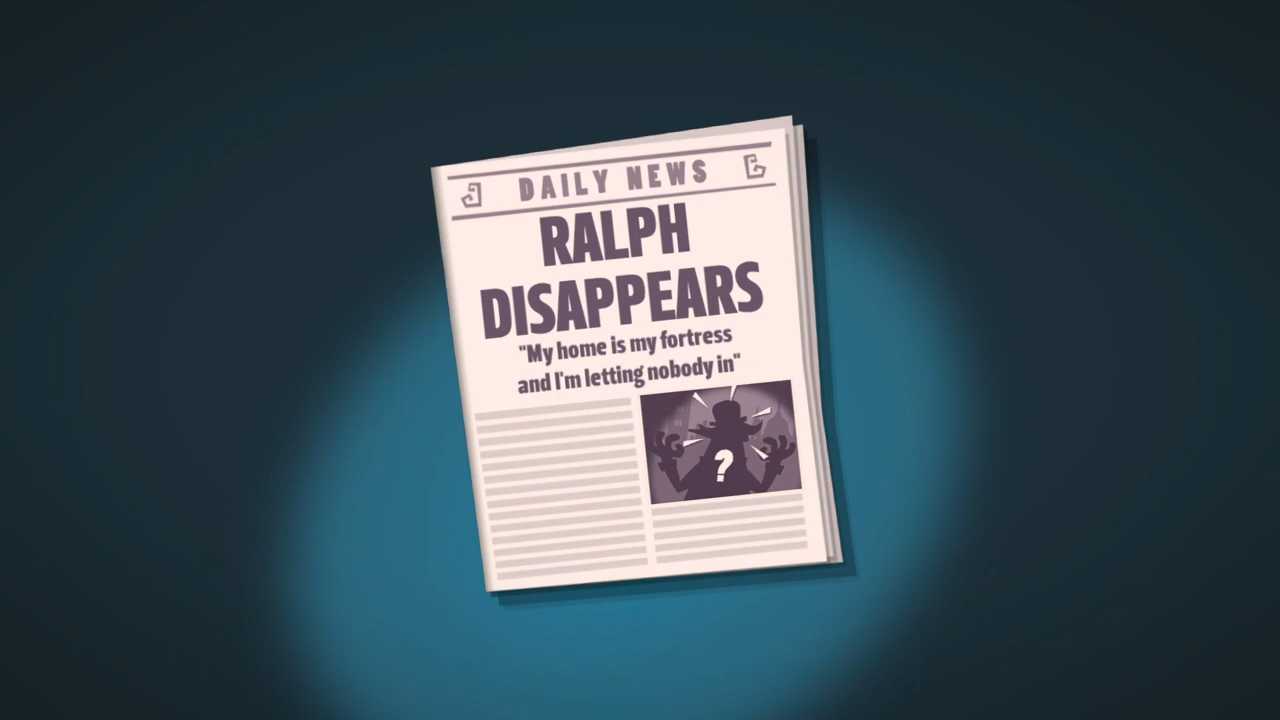 DAILY NEWS
RALPH
DISAPPEARS
"My home is my fortress
and I'm letting nobody in"
?